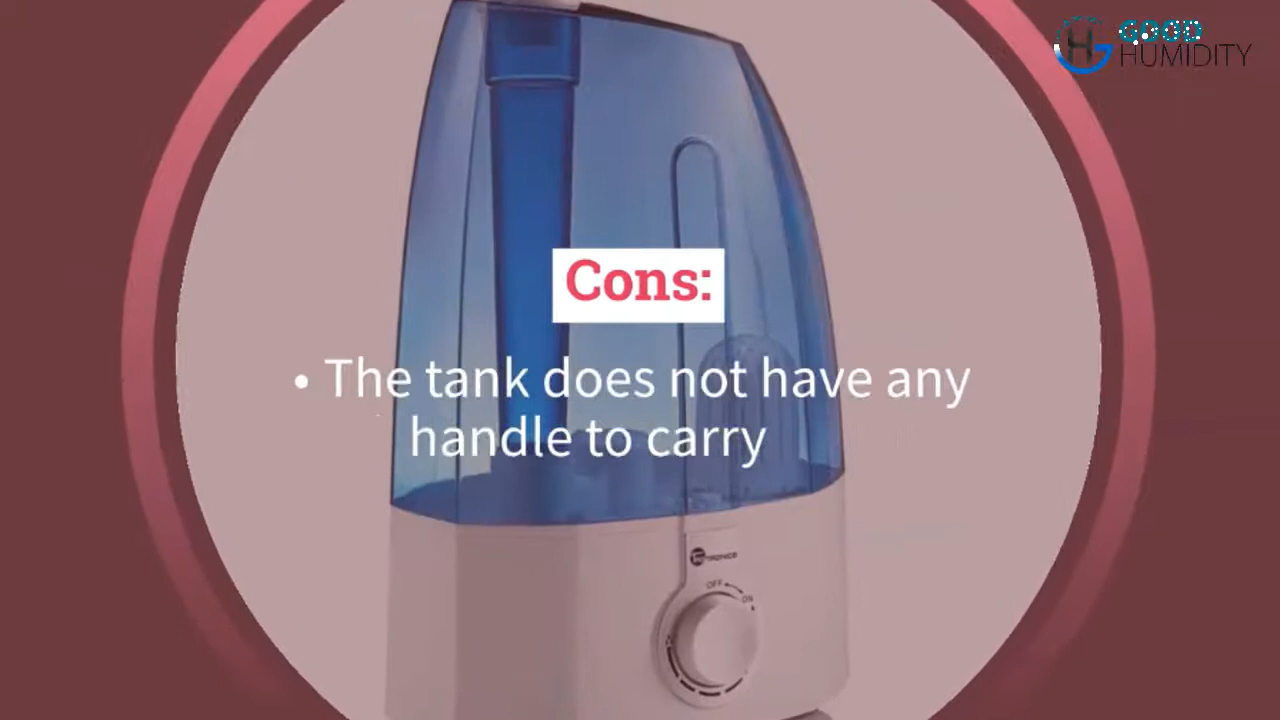 GOOD
HUMIDITY
Cons:
• The tank does not have any
handle to carry
OFF
ON